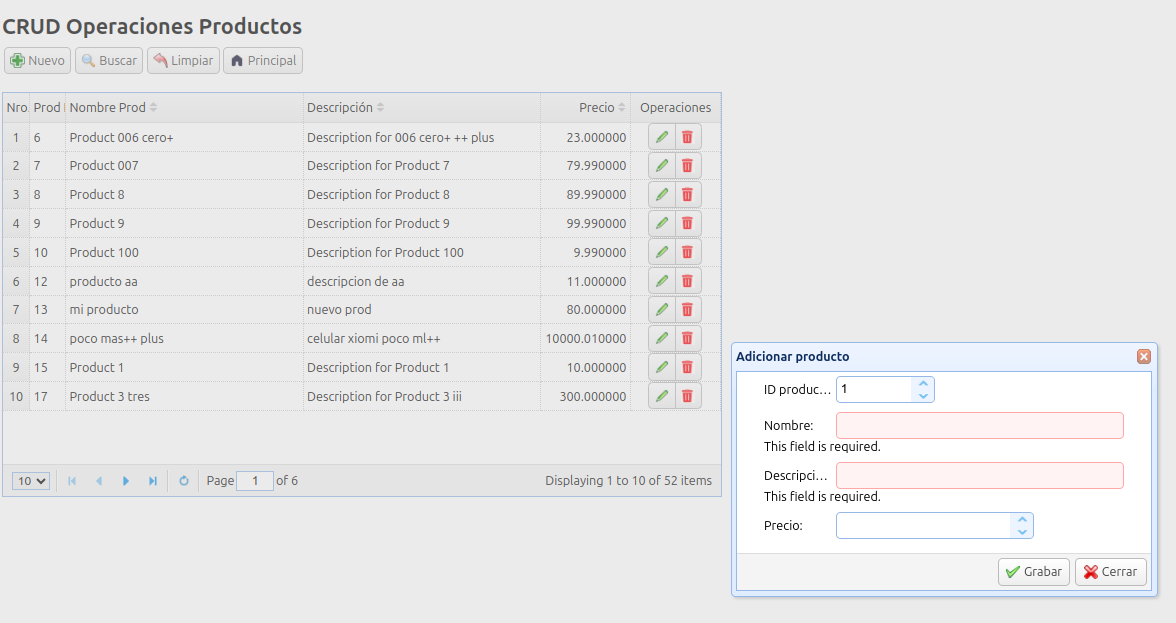 CRUD Operaciones Productos
Nuevo Buscar Limpiar Principal
Nro. Prod Nombre Prod Descripción Precio Operaciones
1 6 Product 006 cero+ Description for 006 cero+ ++ plus 23.000000
2 7 Product 007 Description for Product 7 79.990000
3 8 Product 8 Description for Product 8 89.990000
4 9 Product 9 Description for Product 9 99.990000
5 10 Product 100 Description for Product 100 9.990000
6 12 producto aa descripcion de aa 11.000000
7 13 mi producto nuevo prod 80.000000
8 14 poco mas++ plus celular xiomi poco ml++ 10000.010000
9 15 Product 1 Description for Product 1 10.000000
10 17 Product 3 tres Description for Product 3 iii 300.000000
10 Page 1 of 6 Displaying 1 to 10 of 52 items
Adicionar producto
ID produc... 1
Nombre:
This field is required.
Descripci...
This field is required.
Precio:
Grabar Cerrar